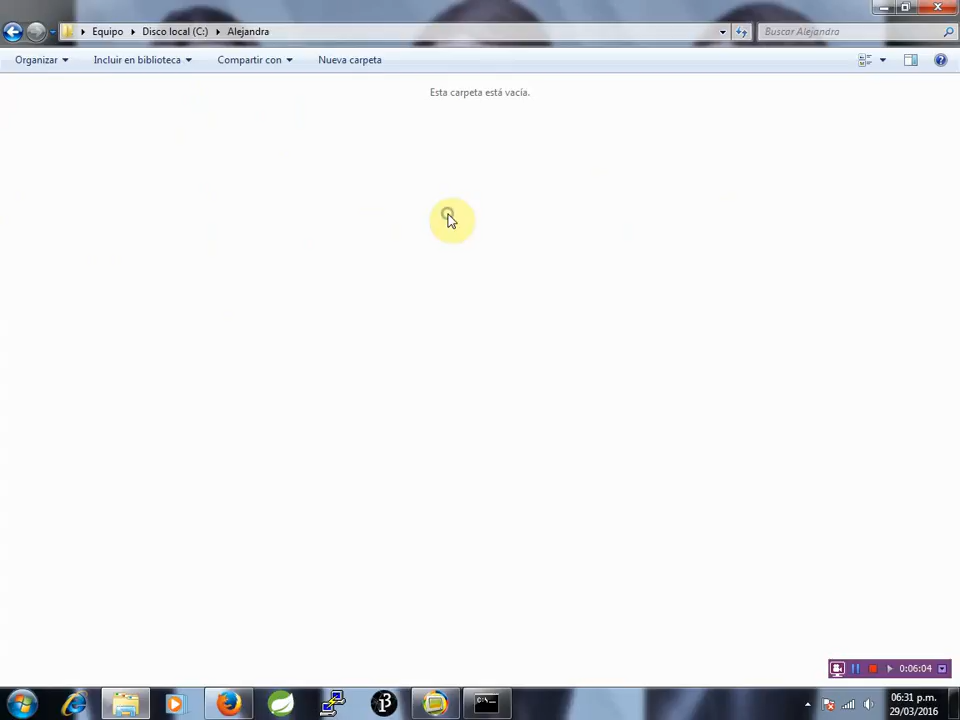 Equipo Disco local (C:) Alejandra
Buscar Alejandra
Organizar Incluir en biblioteca Compartir con Nueva carpeta
Esta carpeta está vacía.
0:06:04
C:\.
06:31 p.m.
29/03/2016